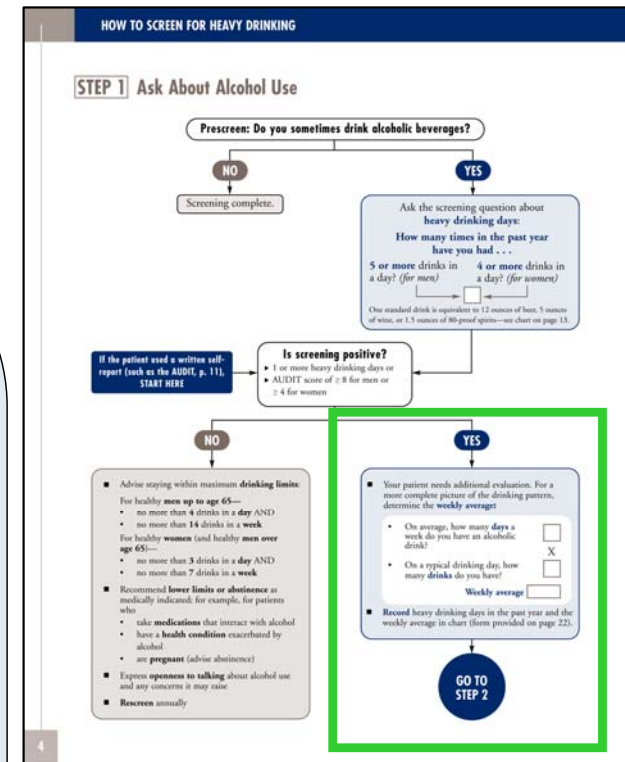 HOW TO SCREEN FOR HEAVY DRINKING
STEP 1 Ask About Alcohol Use
Prescreen: Do you sometimes drink alcoholic beverages?
NO
YES
Screening complete.
Ask the screening question about
heavy drinking days:
How many times in the past year
have you had . . .
5 or more drinks in
a day? (for men)
4 or more drinks in
a day? (for women)
One standard drink is equivalent to 12 ounces of beer, 5 ounces
of wine, or 1.5 ounces of 80-proof spirits—see chart on page 13.
If the patient used a written self-
report (such as the AUDIT, p. 11),
START HERE
Is screening positive?
▸ 1 or more heavy drinking days or
▸ AUDIT score of ≥ 8 for men or
≥ 4 for women
NO
■ Advise staying within maximum drinking limits:
For healthy men up to age 65—
• no more than 4 drinks in a day AND
• no more than 14 drinks in a week
For healthy women (and healthy men over
age 65)—
• no more than 3 drinks in a day AND
• no more than 7 drinks in a week
■ Recommend lower limits or abstinence as
medically indicated; for example, for patients
who
• take medications that interact with alcohol
• have a health condition exacerbated by
alcohol
• are pregnant (advise abstinence)
■ Express openness to talking about alcohol use
and any concerns it may raise
■ Rescreen annually
YES
■ Your patient needs additional evaluation. For a
more complete picture of the drinking pattern,
determine the weekly average:
• On average, how many days a
week do you have an alcoholic
drink?
X
• On a typical drinking day, how
many drinks do you have?
Weekly average
■ Record heavy drinking days in the past year and the
weekly average in chart (form provided on page 22).
GO TO
STEP 2
4